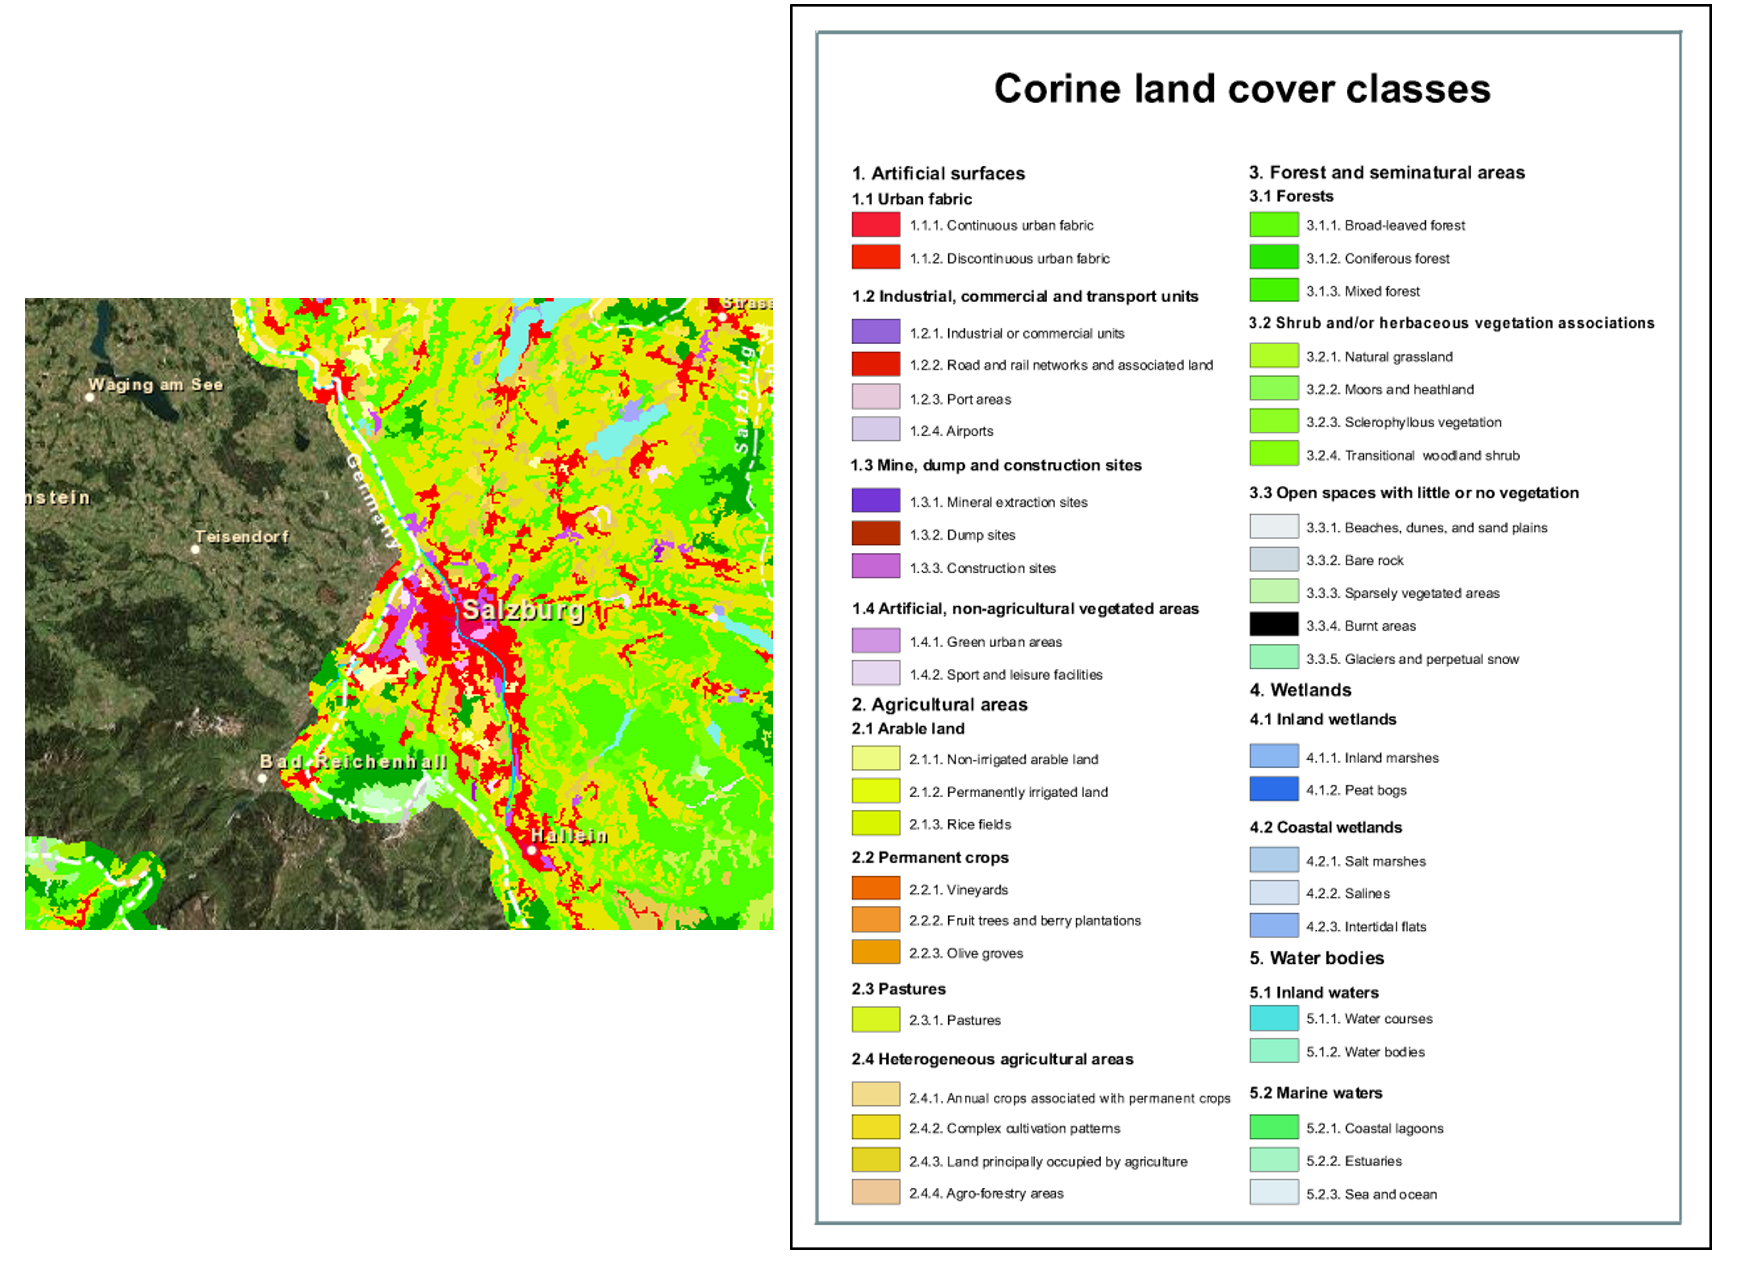 Strass
Waging am See
Salzburg
Germany
nstein
Teisendorf
Salzburg
Bad Reichenhall
Hallein
Corine land cover classes
1. Artificial surfaces
1.1 Urban fabric
1.1.1. Continuous urban fabric
1.1.2. Discontinuous urban fabric
1.2 Industrial, commercial and transport units
1.2.1. Industrial or commercial units
1.2.2. Road and rail networks and associated land
1.2.3. Port areas
1.2.4. Airports
1.3 Mine, dump and construction sites
1.3.1. Mineral extraction sites
1.3.2. Dump sites
1.3.3. Construction sites
1.4 Artificial, non-agricultural vegetated areas
1.4.1. Green urban areas
1.4.2. Sport and leisure facilities
2. Agricultural areas
2.1 Arable land
2.1.1. Non-irrigated arable land
2.1.2. Permanently irrigated land
2.1.3. Rice fields
2.2 Permanent crops
2.2.1. Vineyards
2.2.2. Fruit trees and berry plantations
2.2.3. Olive groves
2.3 Pastures
2.3.1. Pastures
2.4 Heterogeneous agricultural areas
2.4.1. Annual crops associated with permanent crops
2.4.2. Complex cultivation patterns
2.4.3. Land principally occupied by agriculture
2.4.4. Agro-forestry areas
3. Forest and seminatural areas
3.1 Forests
3.1.1. Broad-leaved forest
3.1.2. Coniferous forest
3.1.3. Mixed forest
3.2 Shrub and/or herbaceous vegetation associations
3.2.1. Natural grassland
3.2.2. Moors and heathland
3.2.3. Sclerophyllous vegetation
3.2.4. Transitional woodland shrub
3.3 Open spaces with little or no vegetation
3.3.1. Beaches, dunes, and sand plains
3.3.2. Bare rock
3.3.3. Sparsely vegetated areas
3.3.4. Burnt areas
3.3.5. Glaciers and perpetual snow
4. Wetlands
4.1 Inland wetlands
4.1.1. Inland marshes
4.1.2. Peat bogs
4.2 Coastal wetlands
4.2.1. Salt marshes
4.2.2. Salines
4.2.3. Intertidal flats
5. Water bodies
5.1 Inland waters
5.1.1. Water courses
5.1.2. Water bodies
5.2 Marine waters
5.2.1. Coastal lagoons
5.2.2. Estuaries
5.2.3. Sea and ocean